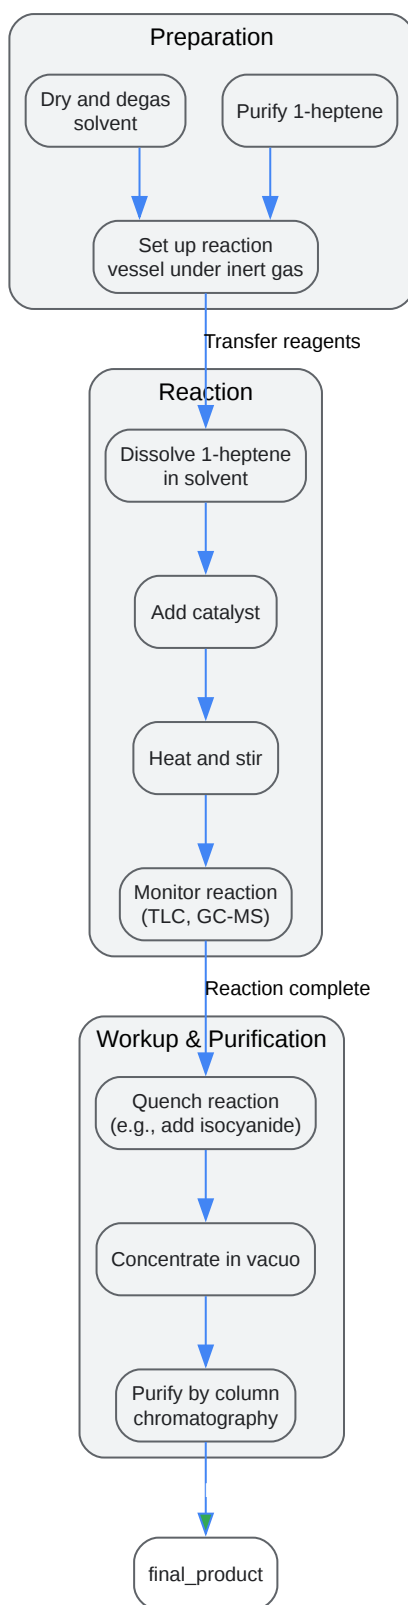 Preparation
Dry and degas
solvent
Purify 1-heptene
Set up reaction
vessel under inert gas
Transfer reagents
Reaction
Dissolve 1-heptene
in solvent
Add catalyst
Heat and stir
Monitor reaction
(TLC, GC-MS)
Reaction complete
Workup & Purification
Quench reaction
(e.g., add isocyanide)
Concentrate in vacuo
Purify by column
chromatography
final_product